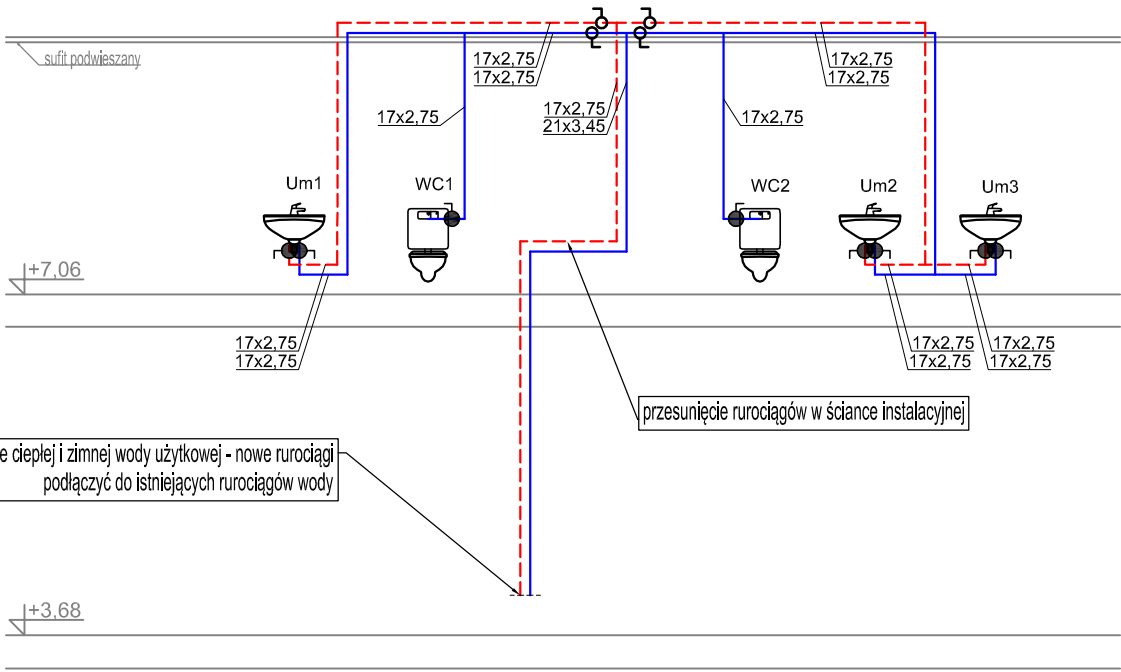 sufit podwieszany
17x2,75
17x2,75
17x2,75
17x2,75
17x2,75
17x2,75
21x3,45
17x2,75
Um1
WC1
WC2
Um2
Um3
+7,06
17x2,75
17x2,75
17x2,75
17x2,75
17x2,75
17x2,75
przesunięcie rurociągów w ściance instalacyjnej
ciepłej i zimnej wody użytkowej - nowe rurociągi
podłączyć do istniejących rurociągów wody
+3,68